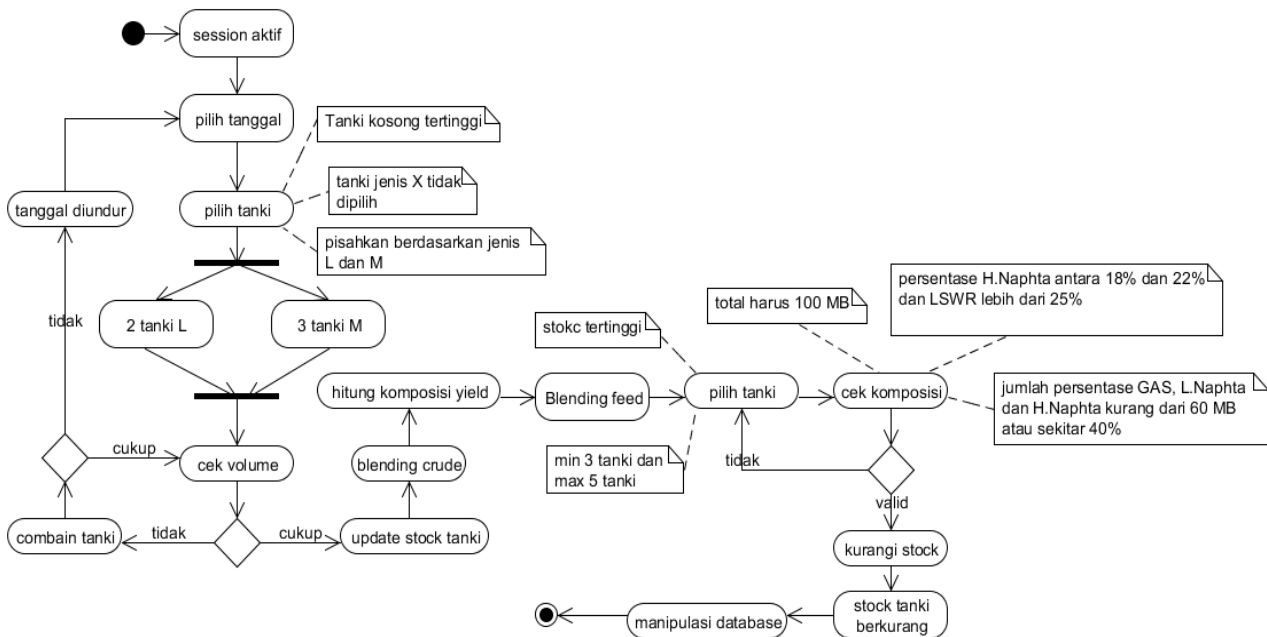 session aktif
pilih tanggal
Tanki kosong tertinggi
tanggal diundur
pilih tanki
tanki jenis X tidak
dipilih
pisahkan berdasarkan jenis
L dan M
2 tanki L
3 tanki M
tidak
cukup
cek volume
combain tanki
tidak
cukup
update stock tanki
blending crude
hitung komposisi yield
Blending feed
stokc tertinggi
pilih tanki
min 3 tanki dan
max 5 tanki
total harus 100 MB
persentase H.Naphta antara 18% dan 22%
dan LSWR lebih dari 25%
cek komposisi
jumlah persentase GAS, L.Naphta
dan H.Naphta kurang dari 60 MB
atau sekitar 40%
tidak
valid
kurangi stock
stock tanki
berkurang
manipulasi database